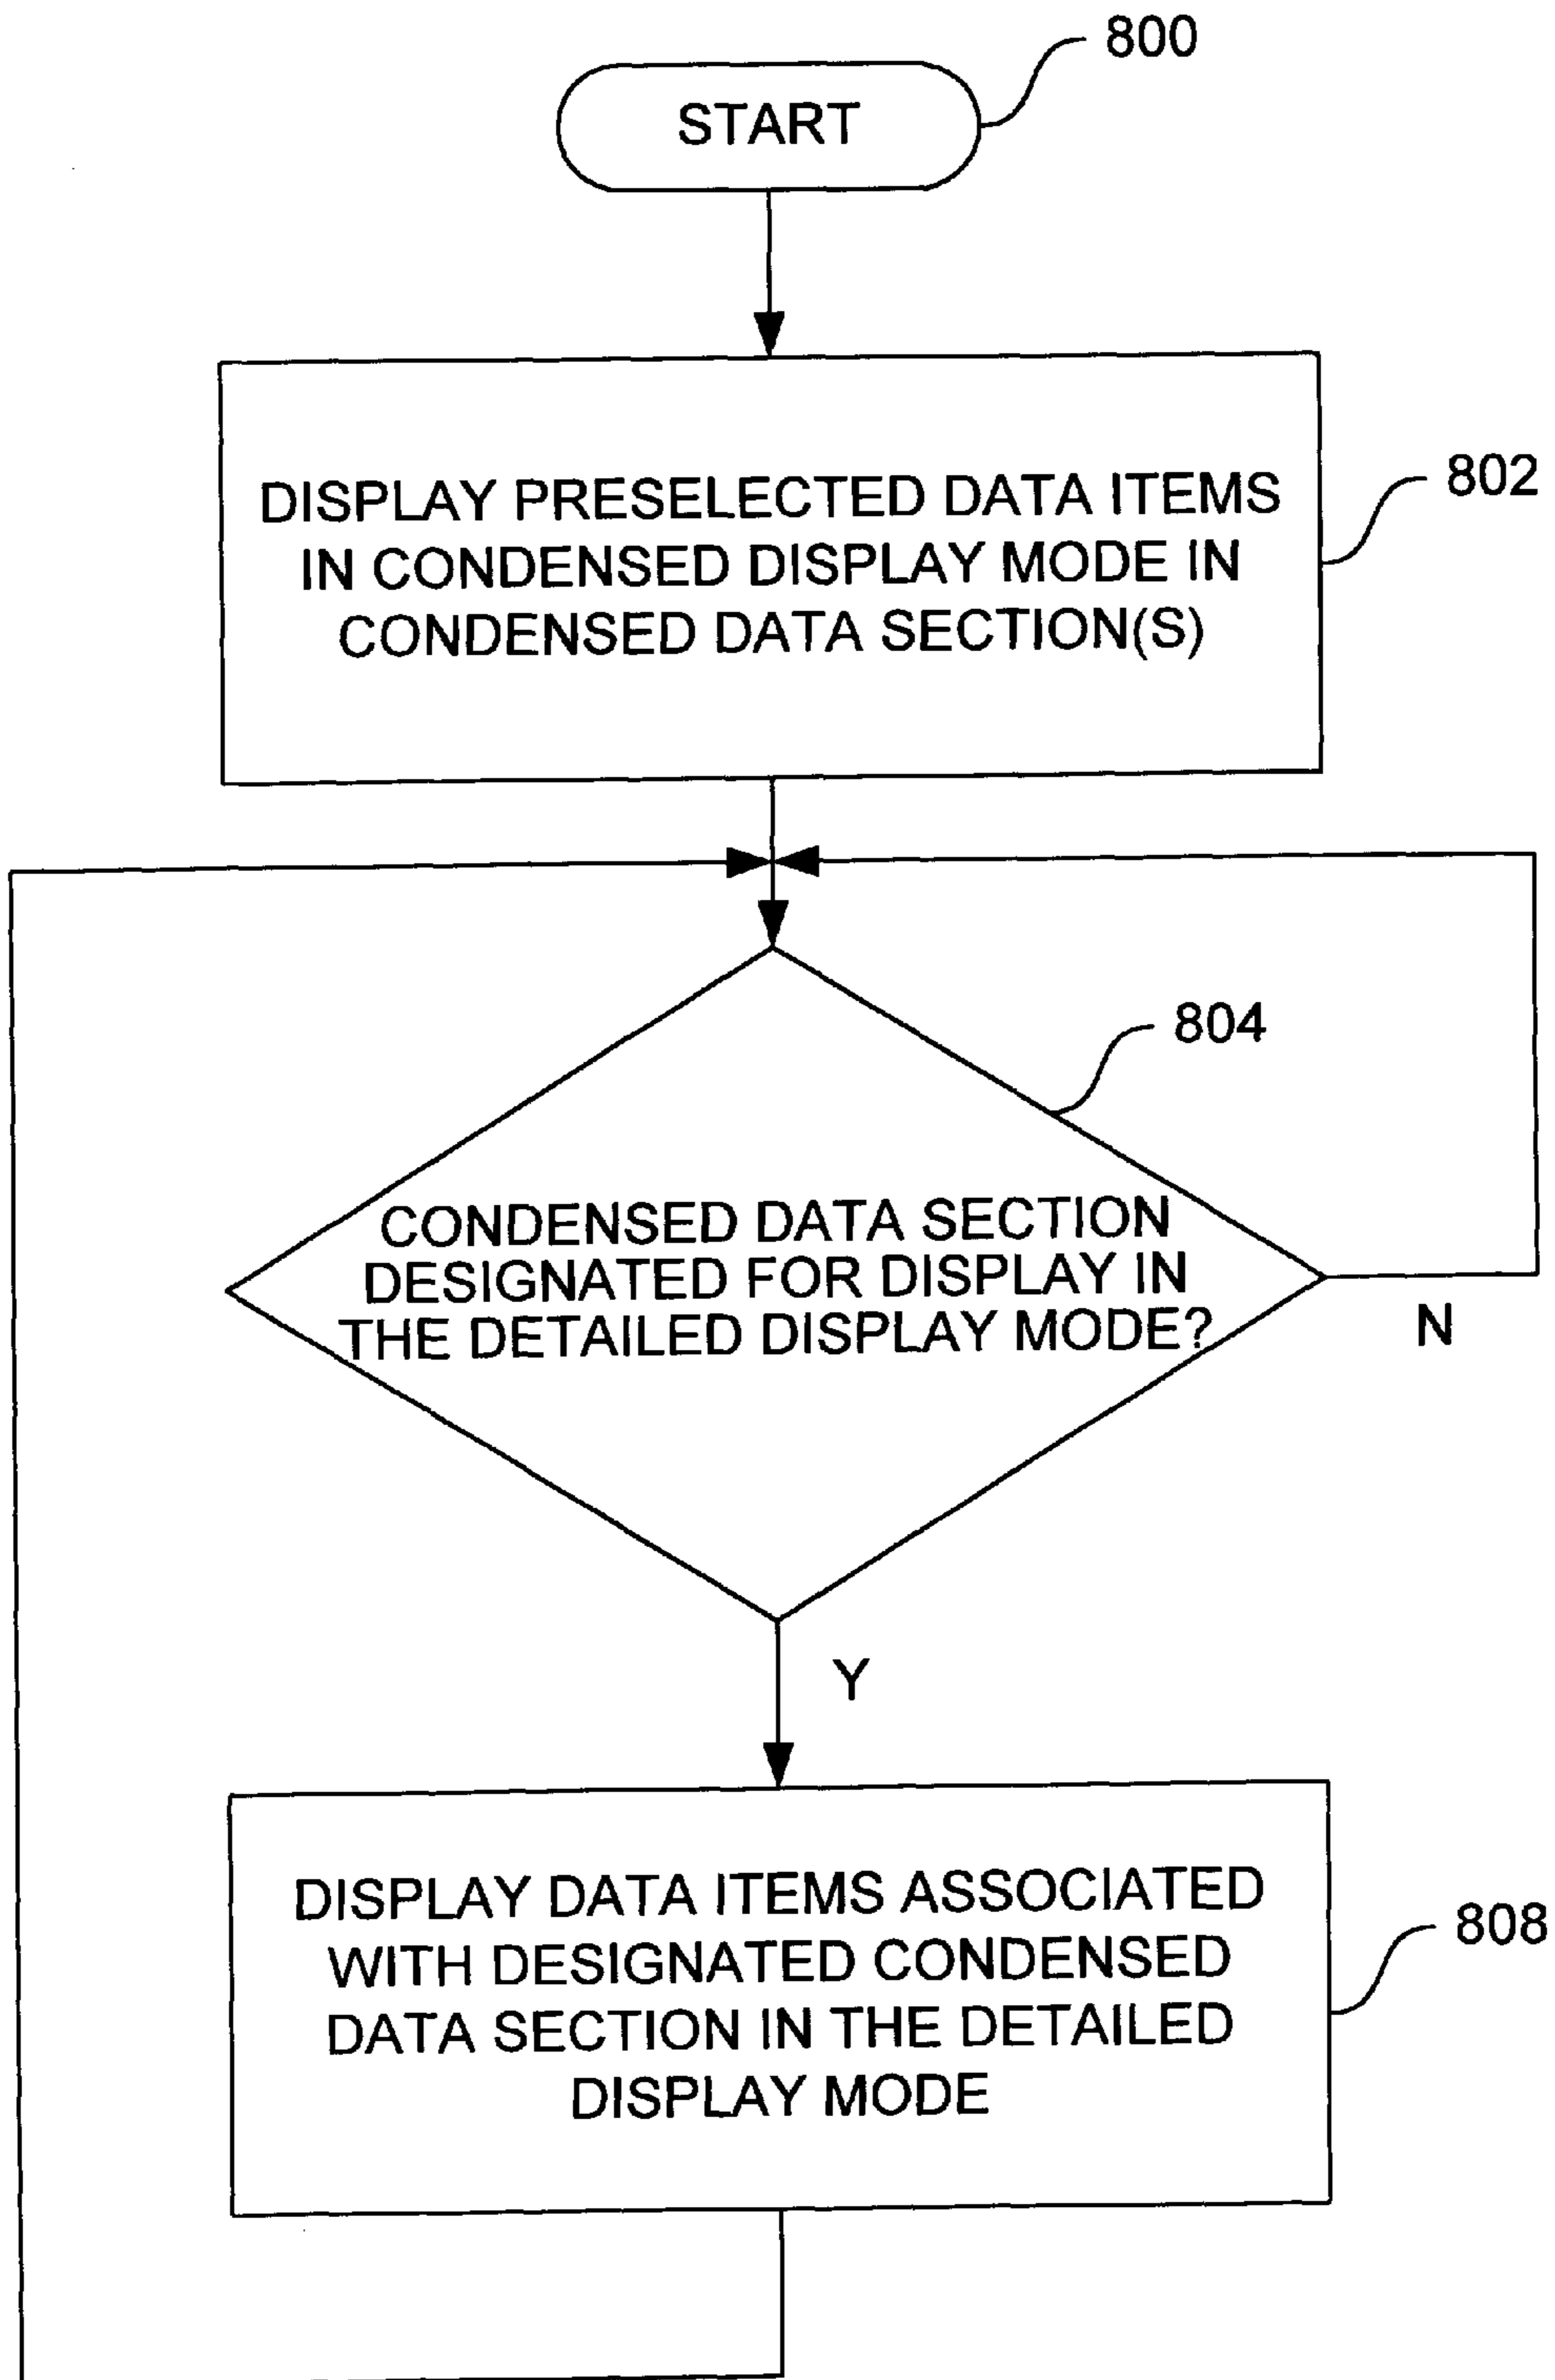 800
START
DISPLAY PRESELECTED DATA ITEMS
IN CONDENSED DISPLAY MODE IN
CONDENSED DATA SECTION(S)
802
804
CONDENSED DATA SECTION
DESIGNATED FOR DISPLAY IN
THE DETAILED DISPLAY MODE?
N
Y
DISPLAY DATA ITEMS ASSOCIATED
WITH DESIGNATED CONDENSED
DATA SECTION IN THE DETAILED
DISPLAY MODE
808